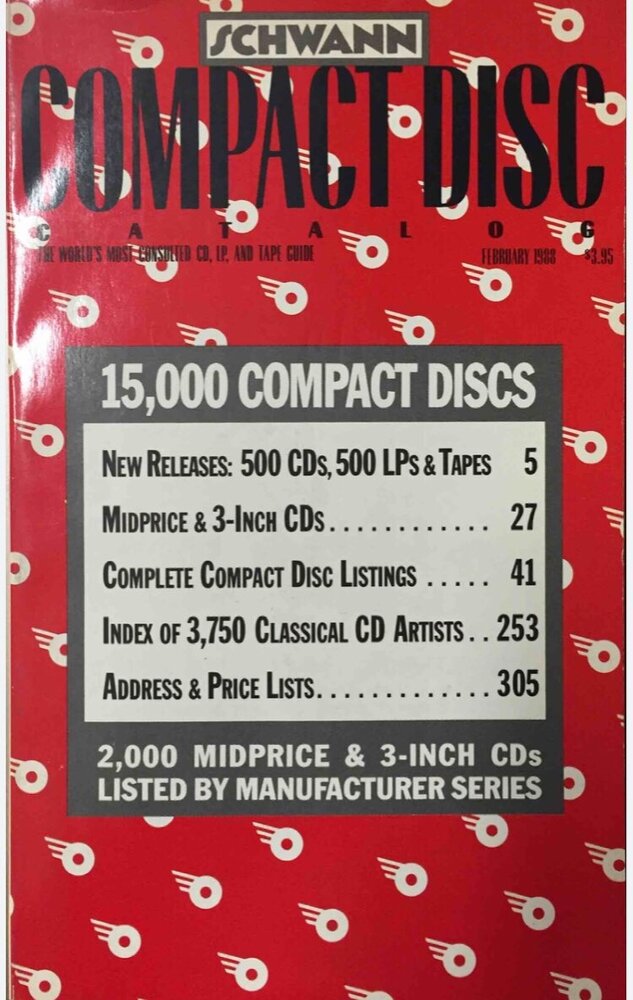 SCHWANN
COMPACT DISC
CATALOG
THE WORLD'S MOST CONSULTED CD, LP, AND TAPE GUIDE FEBRUARY 1988 $3.95
15,000 COMPACT DISCS
NEW RELEASES: 500 CDs, 500 LPs & TAPES 5
MIDPRICE & 3-INCH CDs............ 27
COMPLETE COMPACT DISC LISTINGS ..... 41
INDEX OF 3,750 CLASSICAL CD ARTISTS.. 253
ADDRESS & PRICE LISTS............. 305
2,000 MIDPRICE & 3-INCH CDs
LISTED BY MANUFACTURER SERIES